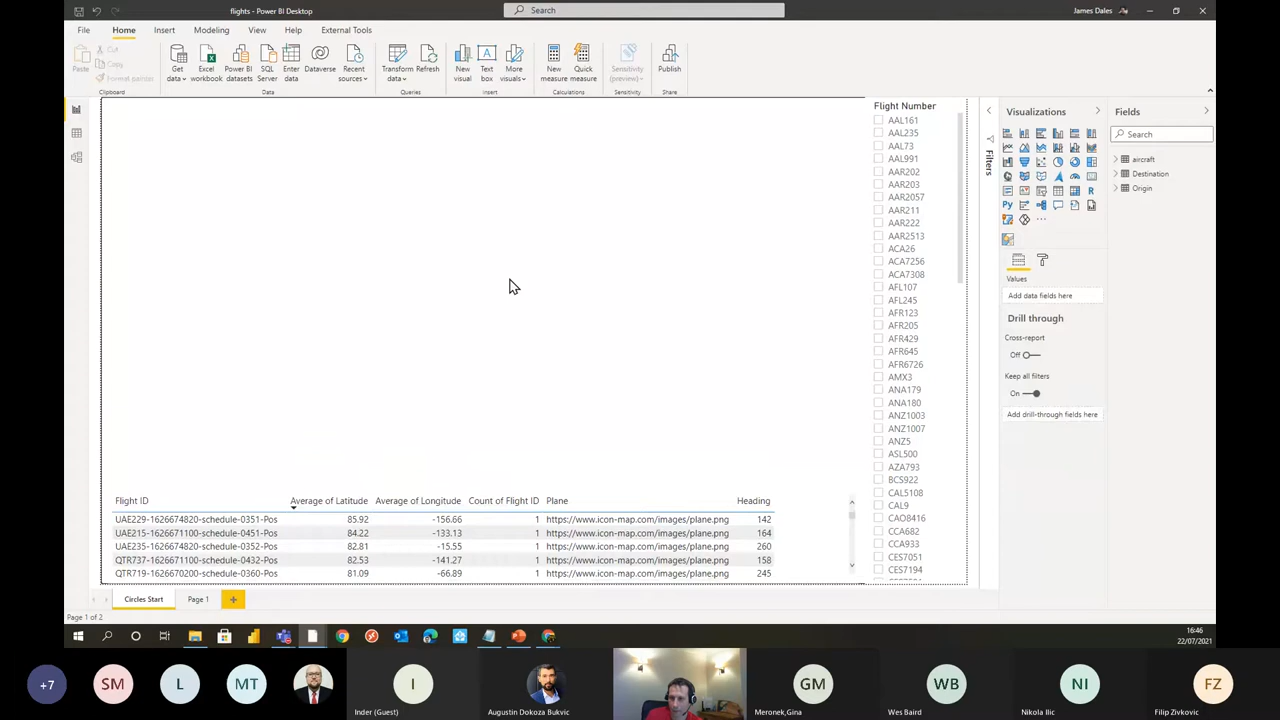 flights - Power BI Desktop
Search
James Dales
File
Home
Insert
Modeling
View
Help
External Tools
Paste
Cut
Copy
Format painter
Clipboard
Get data
Excel workbook
Power BI datasets
SQL Server
Enter data
Dataverse
Recent sources
Data
Transform data
Refresh
Queries
New visual
Text box
More visuals
Insert
New measure
Quick measure
Calculations
Sensitivity (preview)
Sensitivity
Publish
Share
Flight Number
AAL161
AAL235
AAL73
AAL991
AAR202
AAR203
AAR2057
AAR211
AAR222
AAR2513
ACA26
ACA7256
ACA7308
AFL107
AFL245
AFR123
AFR205
AFR429
AFR645
AFR6726
AMX3
ANA179
ANA180
ANZ1003
ANZ1007
ANZ5
ASL500
AZA793
BCS922
CAL5108
CAL9
CAO8416
CCA682
CCA933
CES7051
CES7194
Filters
Visualizations
Values
Add data fields here
Drill through
Cross-report
Off
Keep all filters
On
Add drill-through fields here
Fields
Search
aircraft
Destination
Origin
Flight ID Average of Latitude Average of Longitude Count of Flight ID Plane Heading
UAE229-1626674820-schedule-0351-Pos 85.92 -156.66 1 https://www.icon-map.com/images/plane.png 142
UAE215-1626671100-schedule-0451-Pos 84.22 -133.13 1 https://www.icon-map.com/images/plane.png 164
UAE235-1626674820-schedule-0352-Pos 82.81 -15.55 1 https://www.icon-map.com/images/plane.png 260
QTR737-1626671100-schedule-0432-Pos 82.53 -141.27 1 https://www.icon-map.com/images/plane.png 158
QTR719-1626670200-schedule-0360-Pos 81.09 -66.89 1 https://www.icon-map.com/images/plane.png 245
Circles Start
Page 1
Page 1 of 2
16:46
22/07/2021
+7
SM
L
MT
I
Inder (Guest)
Augustin Dokoza Bukvic
GM
Meronek,Gina
WB
Wes Baird
NI
Nikola Ilic
FZ
Filip Zivkovic